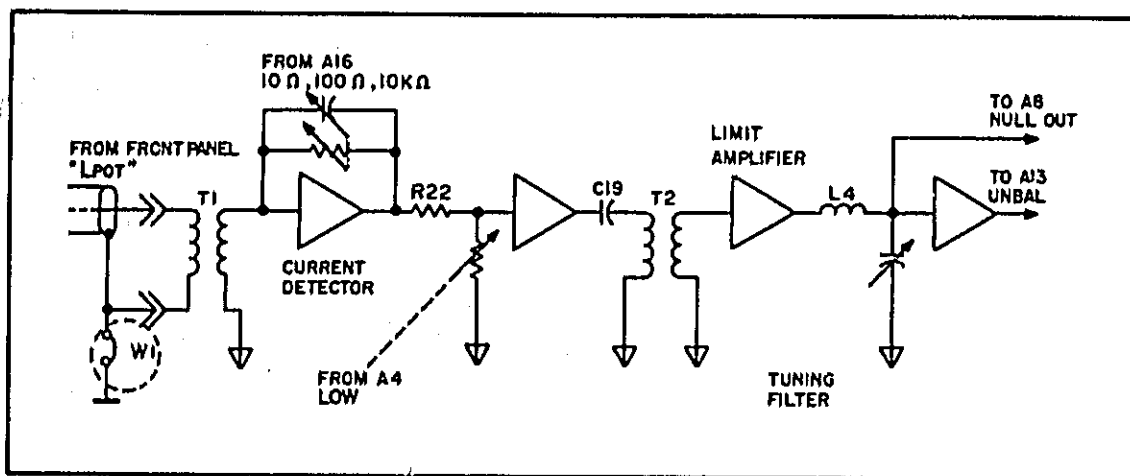 FROM A16
10 Ω, 100 Ω, 10KΩ
FROM FRONT PANEL
"LPOT"
T1
W1
CURRENT
DETECTOR
R22
FROM A4
LOW
C19
T2
LIMIT
AMPLIFIER
L4
TO A8
NULL OUT
TO A13
UNBAL
TUNING
FILTER